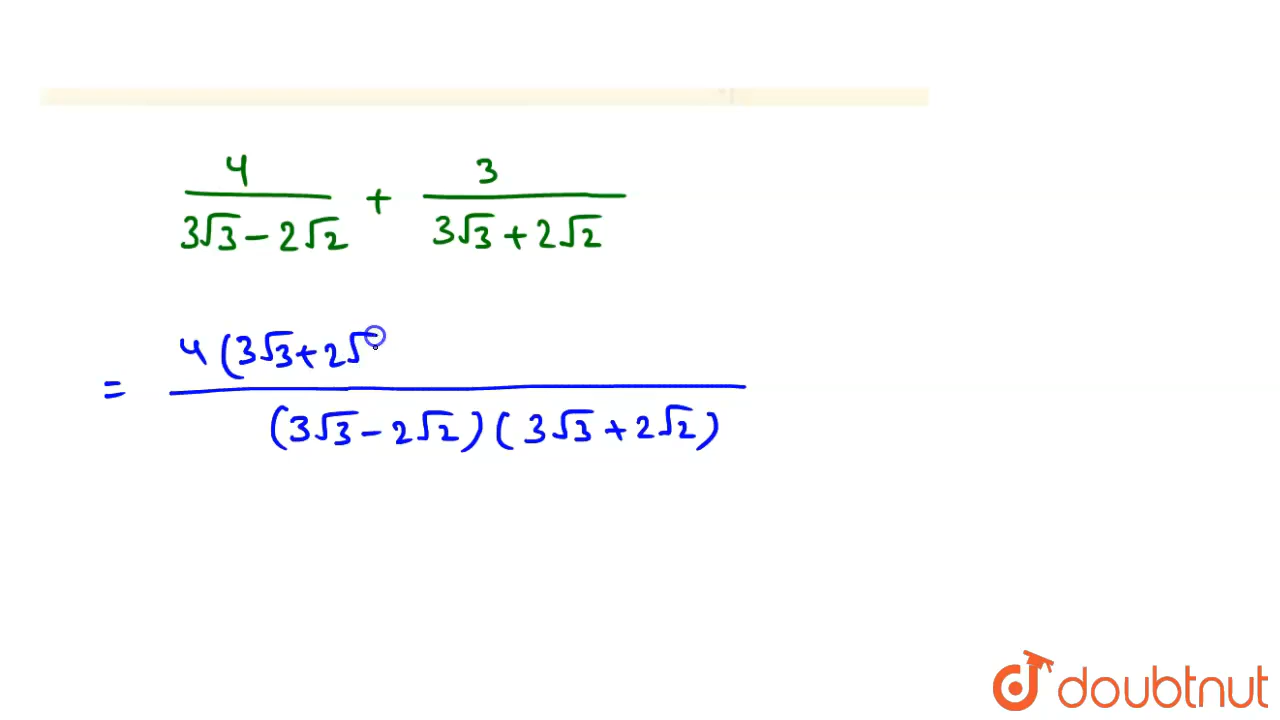 4/(3√3-2√2) + 3/(3√3+2√2)
= 4(3√3+2√
(3√3-2√2)(3√3+2√2)
doubtnut